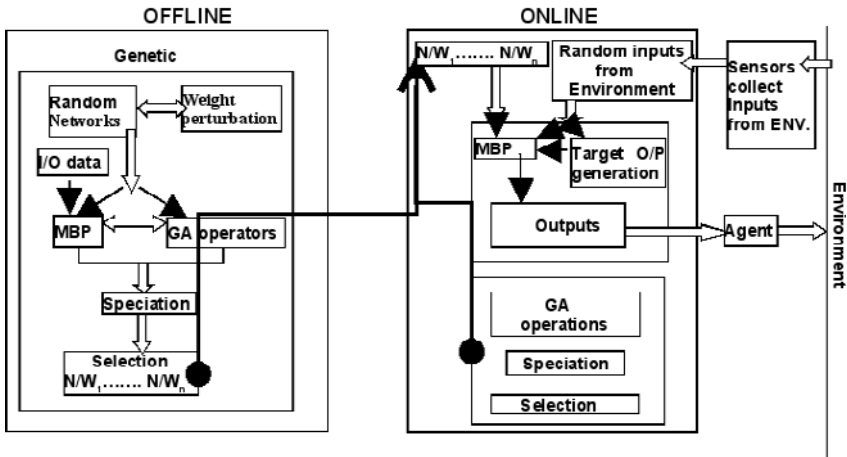 OFFLINE
Genetic
Random
Networks
Weight
perturbation
I/O data
MBP
GA operators
Speciation
Selection
N/W1....... N/Wn
ONLINE
N/W1....... N/Wn
Random inputs
from
Environment
Sensors
collect
Inputs
from ENV.
MBP
Target O/P
generation
Outputs
Agent
Environment
GA
operations
Speciation
Selection